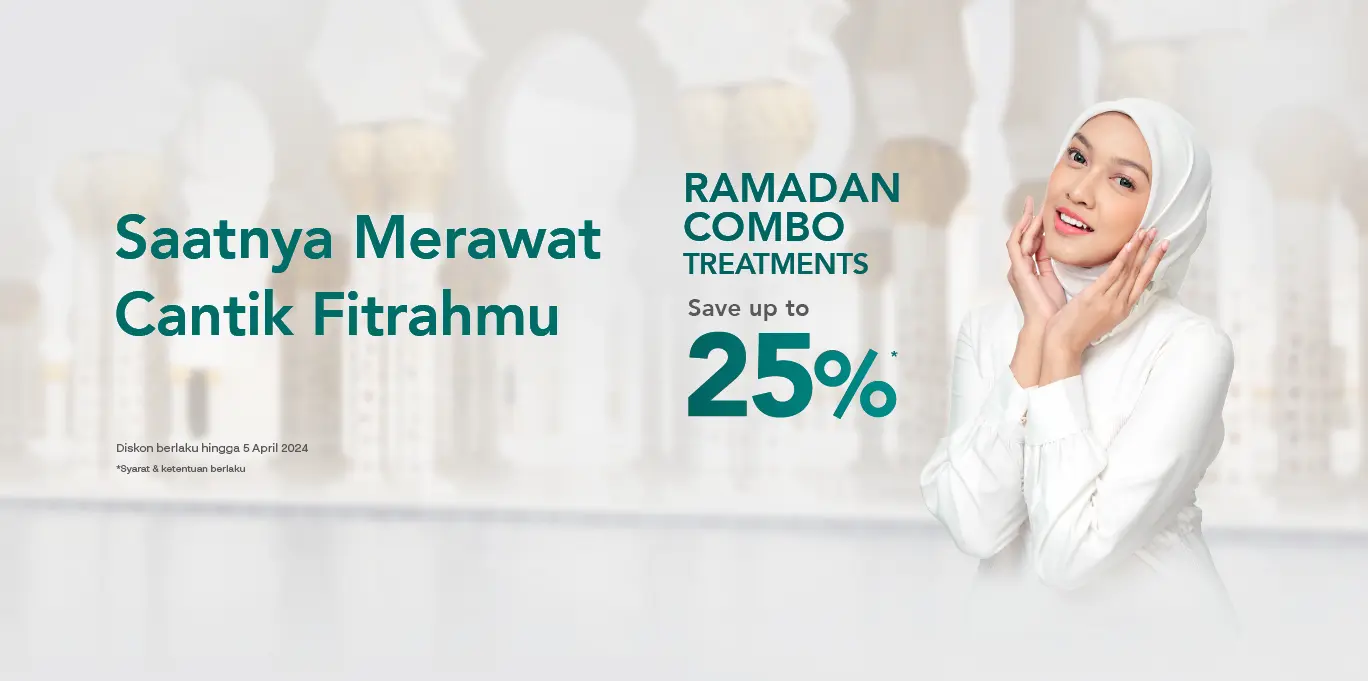 Saatnya Merawat
Cantik Fitrahmu
Diskon berlaku hingga 5 April 2024
*Syarat & ketentuan berlaku
RAMADAN
COMBO
TREATMENTS
Save up to
25%*